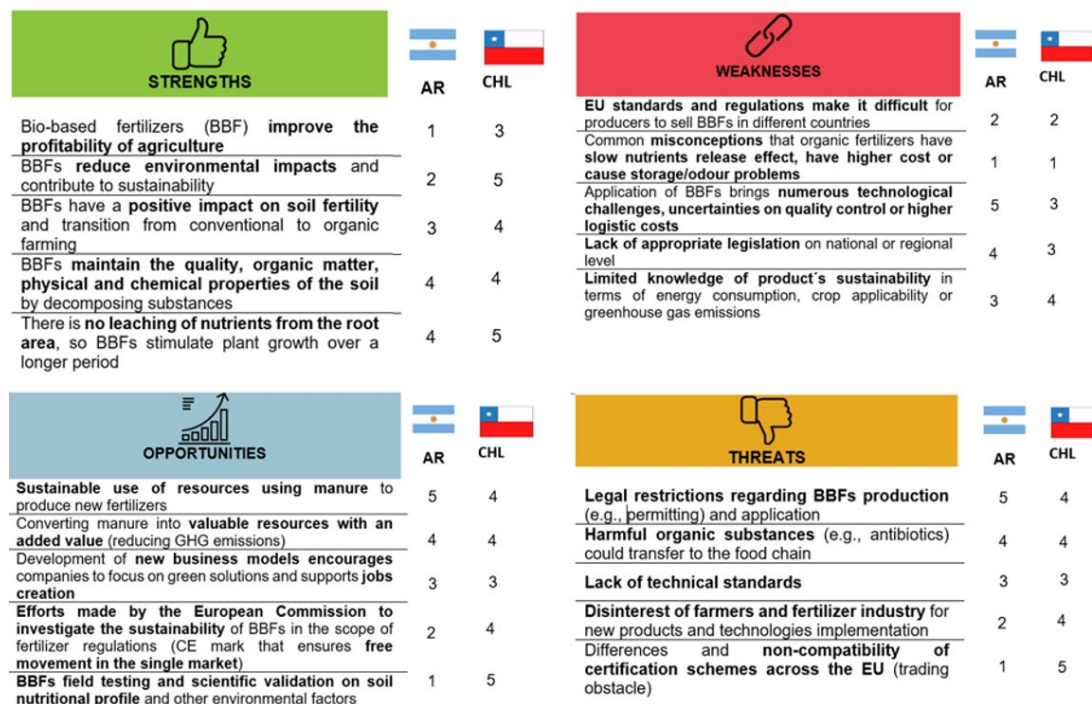 STRENGTHS
AR CHL
Bio-based fertilizers (BBF) improve the
profitability of agriculture
1 3
BBFs reduce environmental impacts and
contribute to sustainability
2 5
BBFs have a positive impact on soil fertility
and transition from conventional to organic
farming
3 4
BBFs maintain the quality, organic matter,
physical and chemical properties of the soil
by decomposing substances
4 4
There is no leaching of nutrients from the root
area, so BBFs stimulate plant growth over a
longer period
4 5
WEAKNESSES
AR CHL
EU standards and regulations make it difficult for
producers to sell BBFs in different countries
2 2
Common misconceptions that organic fertilizers have
slow nutrients release effect, have higher cost or
cause storage/odour problems
1 1
Application of BBFs brings numerous technological
challenges, uncertainties on quality control or higher
logistic costs
5 3
Lack of appropriate legislation on national or regional
level
4 3
Limited knowledge of product´s sustainability in
terms of energy consumption, crop applicability or
greenhouse gas emissions
3 4
OPPORTUNITIES
AR CHL
Sustainable use of resources using manure to
produce new fertilizers
5 4
Converting manure into valuable resources with an
added value (reducing GHG emissions)
4 4
Development of new business models encourages
companies to focus on green solutions and supports jobs
creation
3 3
Efforts made by the European Commission to
investigate the sustainability of BBFs in the scope of
fertilizer regulations (CE mark that ensures free
movement in the single market)
2 4
BBFs field testing and scientific validation on soil
nutritional profile and other environmental factors
1 5
THREATS
AR CHL
Legal restrictions regarding BBFs production
(e.g., permitting) and application
5 4
Harmful organic substances (e.g., antibiotics)
could transfer to the food chain
4 4
Lack of technical standards
3 3
Disinterest of farmers and fertilizer industry for
new products and technologies implementation
2 4
Differences and non-compatibility of
certification schemes across the EU (trading
obstacle)
1 5